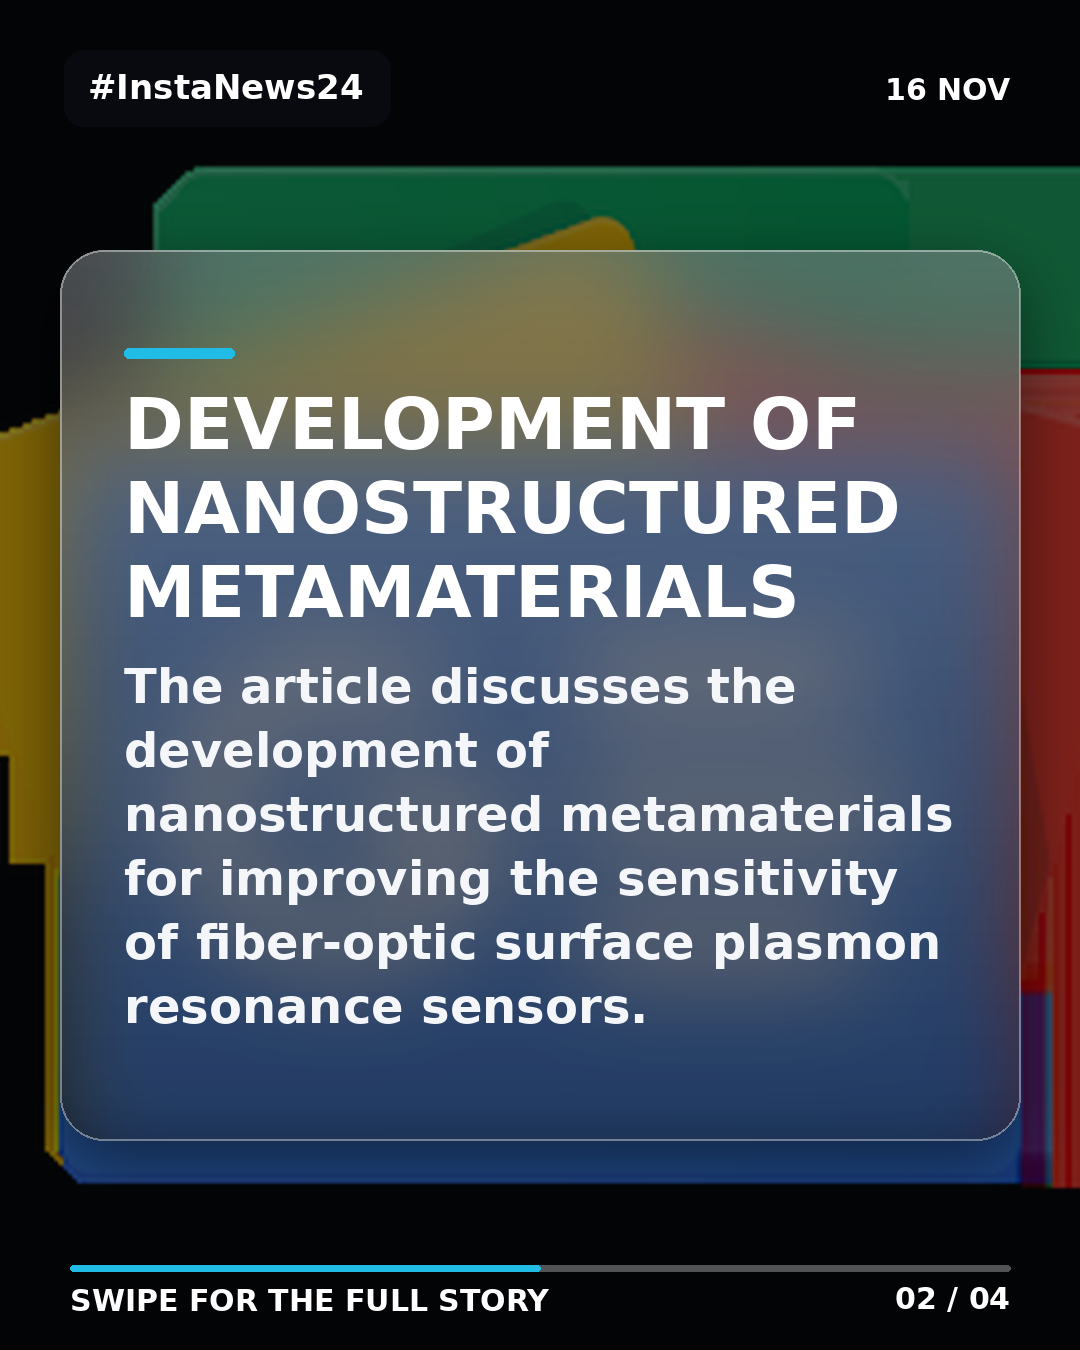 #InstaNews24
16 NOV
DEVELOPMENT OF
NANOSTRUCTURED
METAMATERIALS
The article discusses the
development of
nanostructured metamaterials
for improving the sensitivity
of fiber-optic surface plasmon
resonance sensors.
SWIPE FOR THE FULL STORY
02 / 04